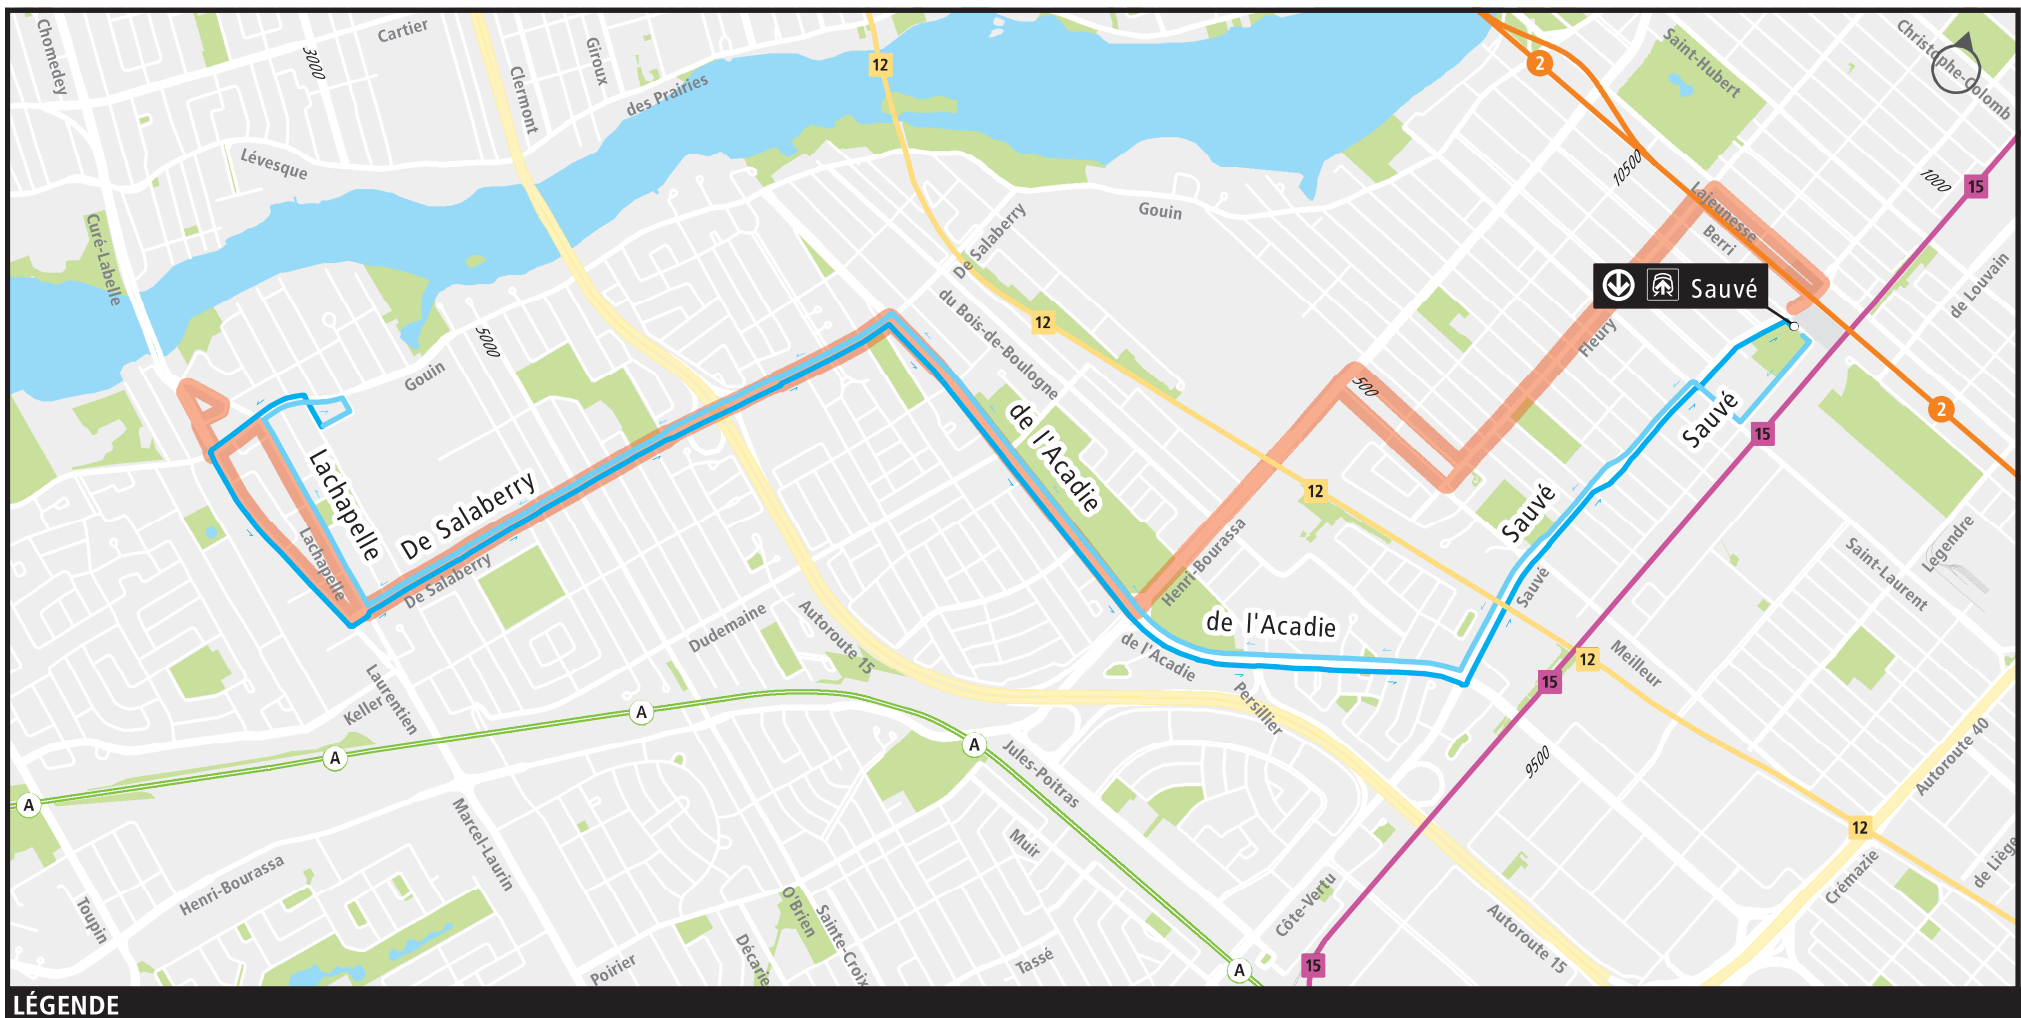 Chomedey
3000
Cartier
Giroux
Clermont
des Prairies
12
2
Saint-Hubert
Christophe-Colomb
Lévesque
10500
1000
15
Curé-Labelle
Gouin
De Salaberry
Lajeunesse
Berri
de Louvain
Sauvé
du Bois-de-Boulogne
12
5000
Gouin
Fleury
500
2
Sauvé
15
de l'Acadie
Lachapelle
De Salaberry
12
Sauvé
Henri-Bourassa
Legendre
Saint-Laurent
Lachapelle
De Salaberry
Sauvé
Dudemaine
Autoroute 15
de l'Acadie
de l'Acadie
Meilleur
12
15
Laurentien
Keller
Persillier
A
A
A
A
Jules-Poitras
9500
Autoroute 40
Marcel-Laurin
Muir
12
Henri-Bourassa
Toupin
O'Brien
Sainte-Croix
Décarie
Poirier
Tassé
Côte-Vertu
Crémazie
de Liège
Autoroute 15
15
A
LÉGENDE